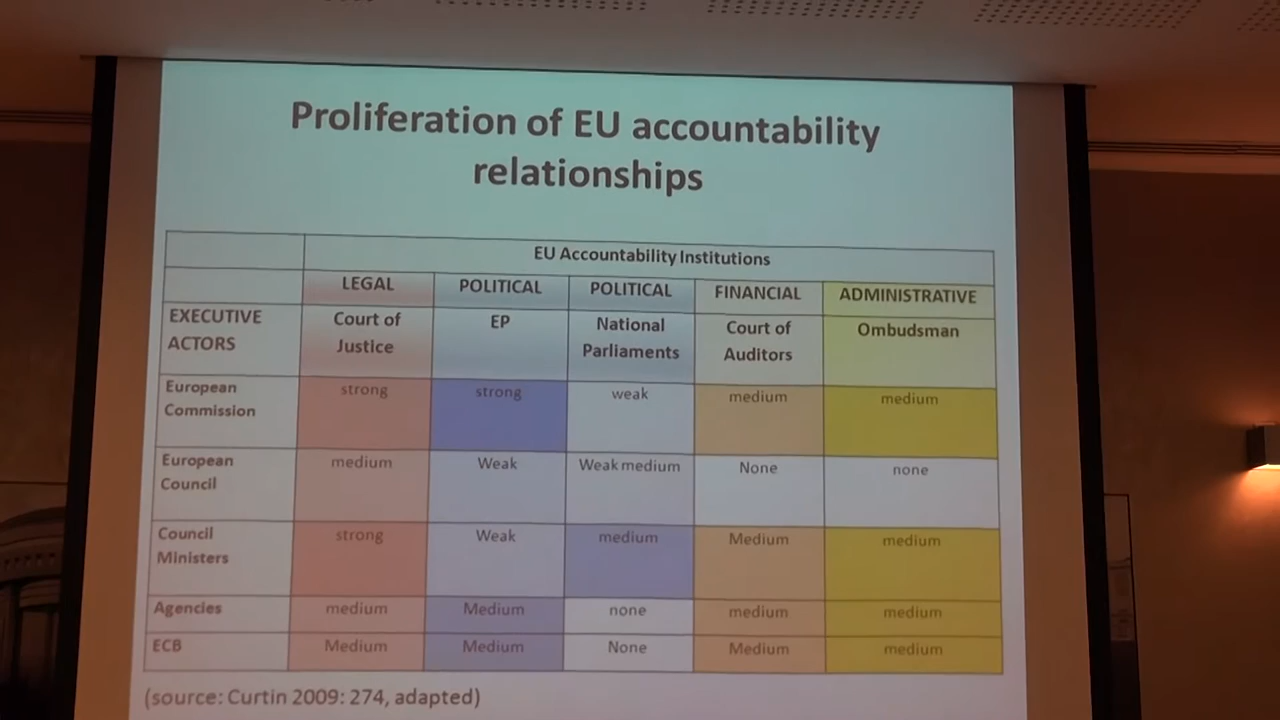 Proliferation of EU accountability
relationships
EU Accountability Institutions
LEGAL POLITICAL POLITICAL FINANCIAL ADMINISTRATIVE
EXECUTIVE ACTORS Court of Justice EP National Parliaments Court of Auditors Ombudsman
European Commission strong strong weak medium medium
European Council medium Weak Weak medium None none
Council Ministers strong Weak medium Medium medium
Agencies medium Medium none medium medium
ECB Medium Medium None Medium medium
(source: Curtin 2009: 274, adapted)